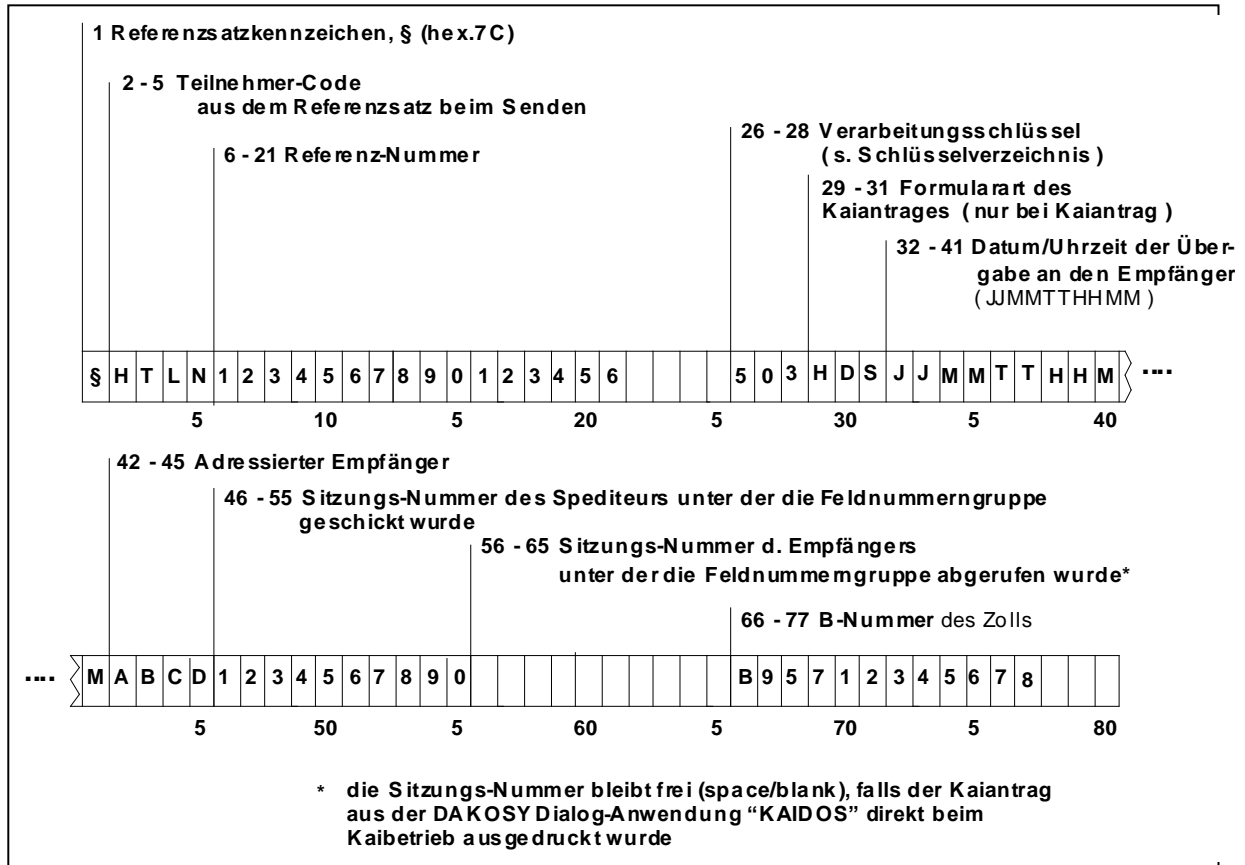 1 Referenzsatzkennzeichen, § (hex.7C)
2 - 5 Teilnehmer-Code
aus dem Referenzsatz beim Senden
6 - 21 Referenz-Nummer
26 - 28 Verarbeitungsschlüssel
( s. Schlüsselverzeichnis )
29 - 31 Formularart des
Kaiantrages ( nur bei Kaiantrag )
32 - 41 Datum/Uhrzeit der Über-
gabe an den Empfänger
( JJMMTTHHMM )
§ H T L N 1 2 3 4 5 6 7 8 9 0 1 2 3 4 5 6 5 0 3 H D S J J M M T T H H M ....
5 10 5 20 5 30 5 40
42 - 45 Adressierter Empfänger
46 - 55 Sitzungs-Nummer des Spediteurs unter der die Feldnummerngruppe
geschickt wurde
56 - 65 Sitzungs-Nummer d. Empfängers
unter der die Feldnummerngruppe abgerufen wurde*
66 - 77 B-Nummer des Zolls
.... M A B C D 1 2 3 4 5 6 7 8 9 0 B 9 5 7 1 2 3 4 5 6 7 8
5 50 5 60 5 70 5 80
* die Sitzungs-Nummer bleibt frei (space/blank), falls der Kaiantrag
aus der DAKOSY Dialog-Anwendung “KAIDOS” direkt beim
Kaibetrieb ausgedruckt wurde